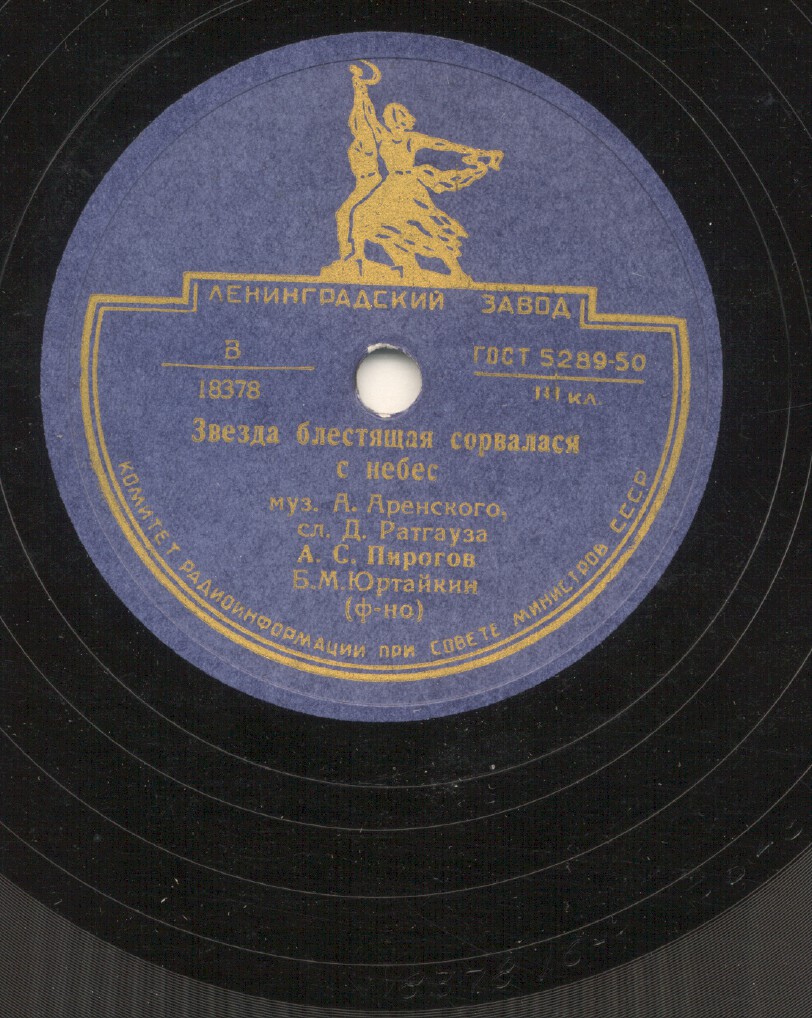 ЛЕНИНГРАДСКИЙ ЗАВОД
В
18378
ГОСТ 5289-50
III кл.
Звезда блестящая сорвалася
с небес
муз. А. Аренского,
сл. Д. Ратгауза
А. С. Пирогов
Б.М.Юртайкин
(ф-но)
КОМИТЕТ РАДИОИНФОРМАЦИИ ПРИ СОВЕТЕ МИНИСТРОВ СССР